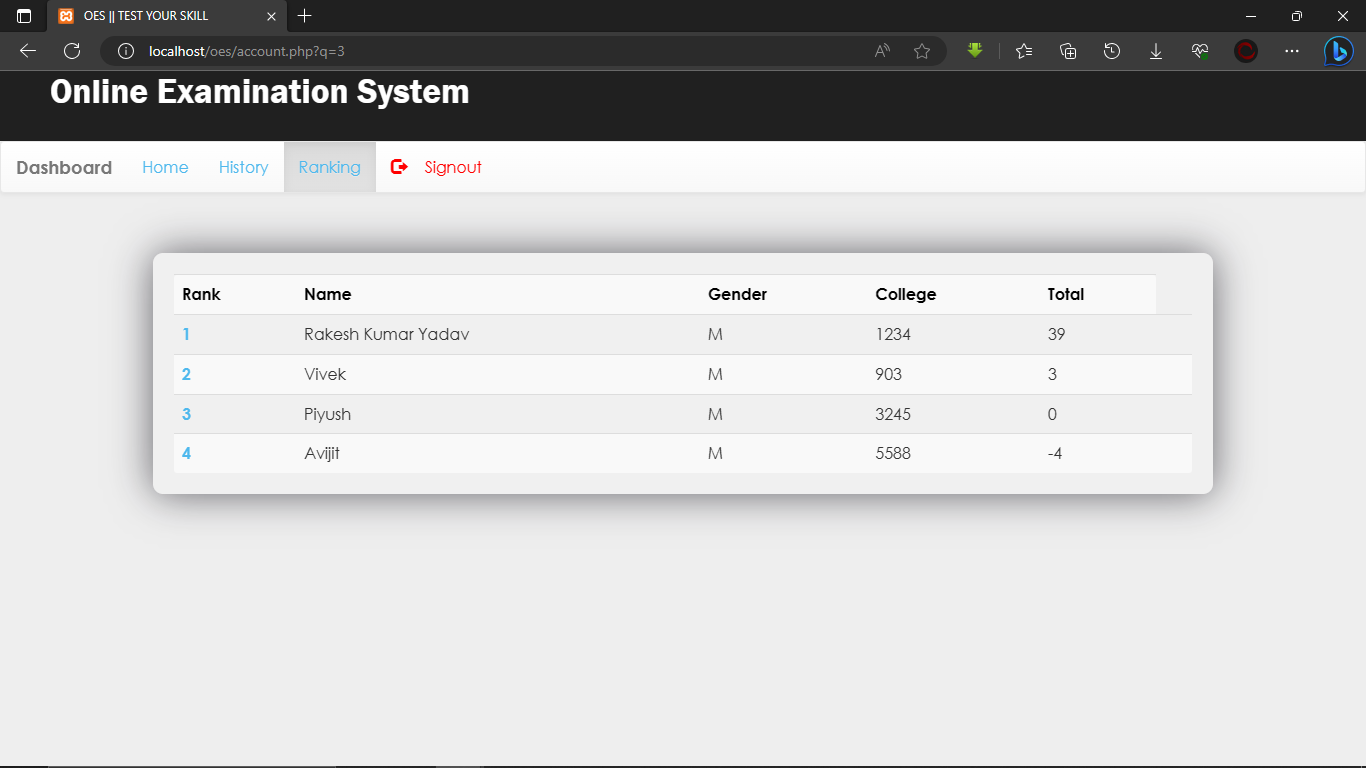 OES || TEST YOUR SKILL
localhost/oes/account.php?q=3
Online Examination System
Dashboard Home History Ranking Signout
Rank Name Gender College Total
1 Rakesh Kumar Yadav M 1234 39
2 Vivek M 903 3
3 Piyush M 3245 0
4 Avijit M 5588 -4